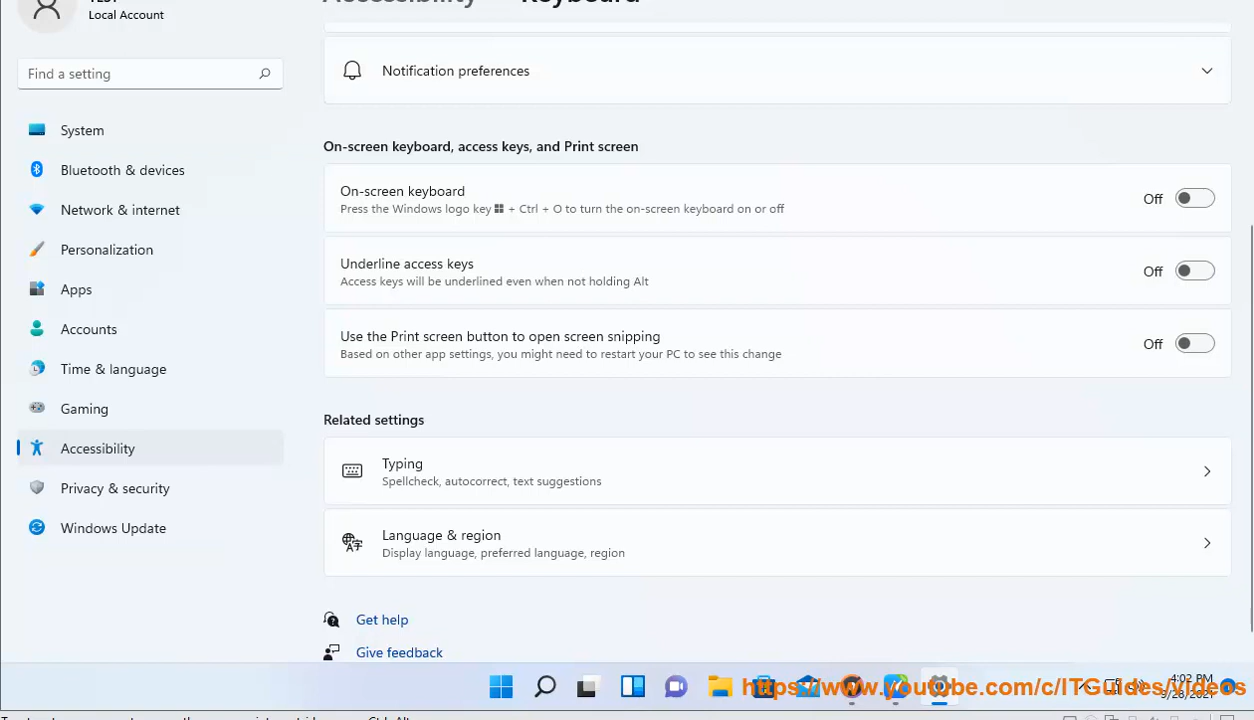 Local Account
Keyboard
Find a setting
Notification preferences
System
Bluetooth & devices
Network & internet
Personalization
Apps
Accounts
Time & language
Gaming
Accessibility
Privacy & security
Windows Update
On-screen keyboard, access keys, and Print screen
On-screen keyboard
Press the Windows logo key + Ctrl + O to turn the on-screen keyboard on or off
Off
Underline access keys
Access keys will be underlined even when not holding Alt
Off
Use the Print screen button to open screen snipping
Based on other app settings, you might need to restart your PC to see this change
Off
Related settings
Typing
Spellcheck, autocorrect, text suggestions
Language & region
Display language, preferred language, region
Get help
Give feedback
https://www.youtube.com/c/ITGuides/videos
4:02 PM
9/28/2021